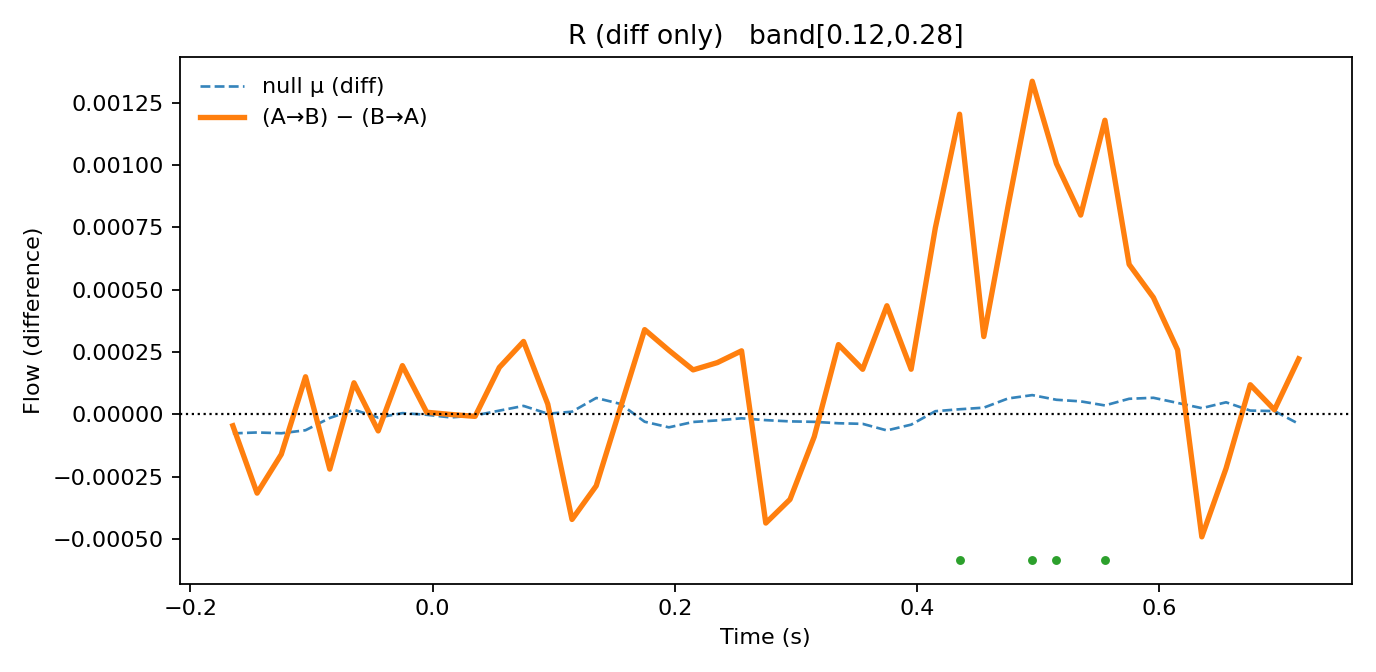 R (diff only)   band[0.12,0.28]
null μ (diff)
(A→B) − (B→A)
Flow (difference)
0.00125
0.00100
0.00075
0.00050
0.00025
0.00000
−0.00025
−0.00050
−0.2
0.0
0.2
0.4
0.6
Time (s)